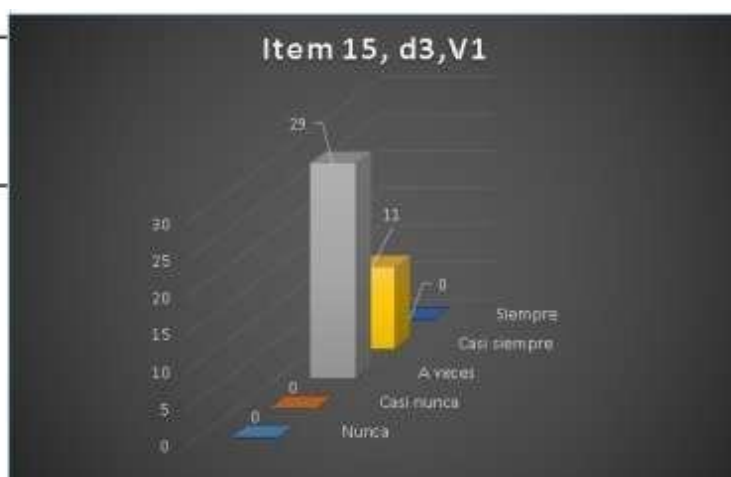 Item 15, d3,V1
29
11
0
0
0
30
25
20
15
10
5
0
Siempre
Casi siempre
A veces
Casi nunca
Nunca